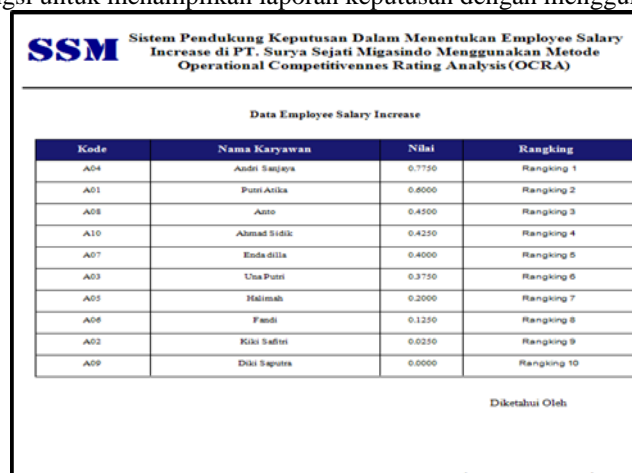 untuk menampilkan laporan keputusan dengan
SSM
Sistem Pendukung Keputusan Dalam Menentukan Employee Salary
Increase di PT. Surya Sejati Migasindo Menggunakan Metode
Operational Competitivennes Rating Analysis(OCRA)
Data Employee Salary Increase
Kode Nama Karyawan Nilai Rangking
A04 Andri Sanjaya 0.7750 Rangking 1
A01 Putri Atika 0.6000 Rangking 2
A08 Anto 0.4500 Rangking 3
A10 Ahmad Sidik 0.4250 Rangking 4
A07 Enda dilla 0.4000 Rangking 5
A03 Una Putri 0.3750 Rangking 6
A05 Halimah 0.2000 Rangking 7
A06 Fandi 0.1250 Rangking 8
A02 Kiki Safitri 0.0250 Rangking 9
A09 Diki Saputra 0.0000 Rangking 10
Diketahui Oleh